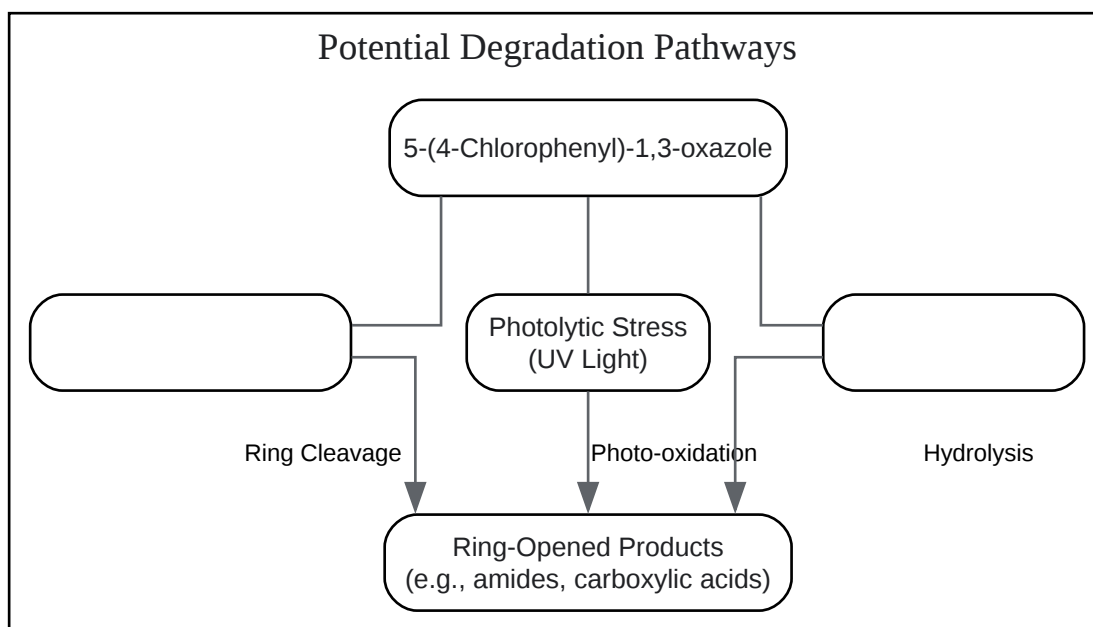 Potential Degradation Pathways
5-(4-Chlorophenyl)-1,3-oxazole
Photolytic Stress
(UV Light)
Ring Cleavage
Photo-oxidation
Hydrolysis
Ring-Opened Products
(e.g., amides, carboxylic acids)